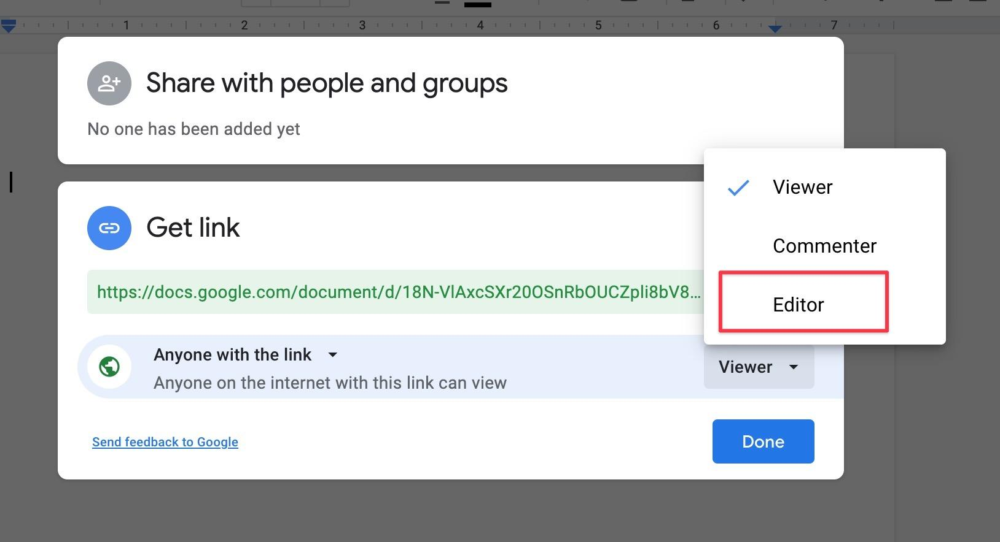 1 2 3 4 5 6 7
Share with people and groups
No one has been added yet
Viewer
Commenter
Editor
Get link
https://docs.google.com/document/d/18N-VlAxcSXr20OSnRbOUCZpli8bV8...
Anyone with the link
Anyone on the internet with this link can view
Viewer
Send feedback to Google
Done